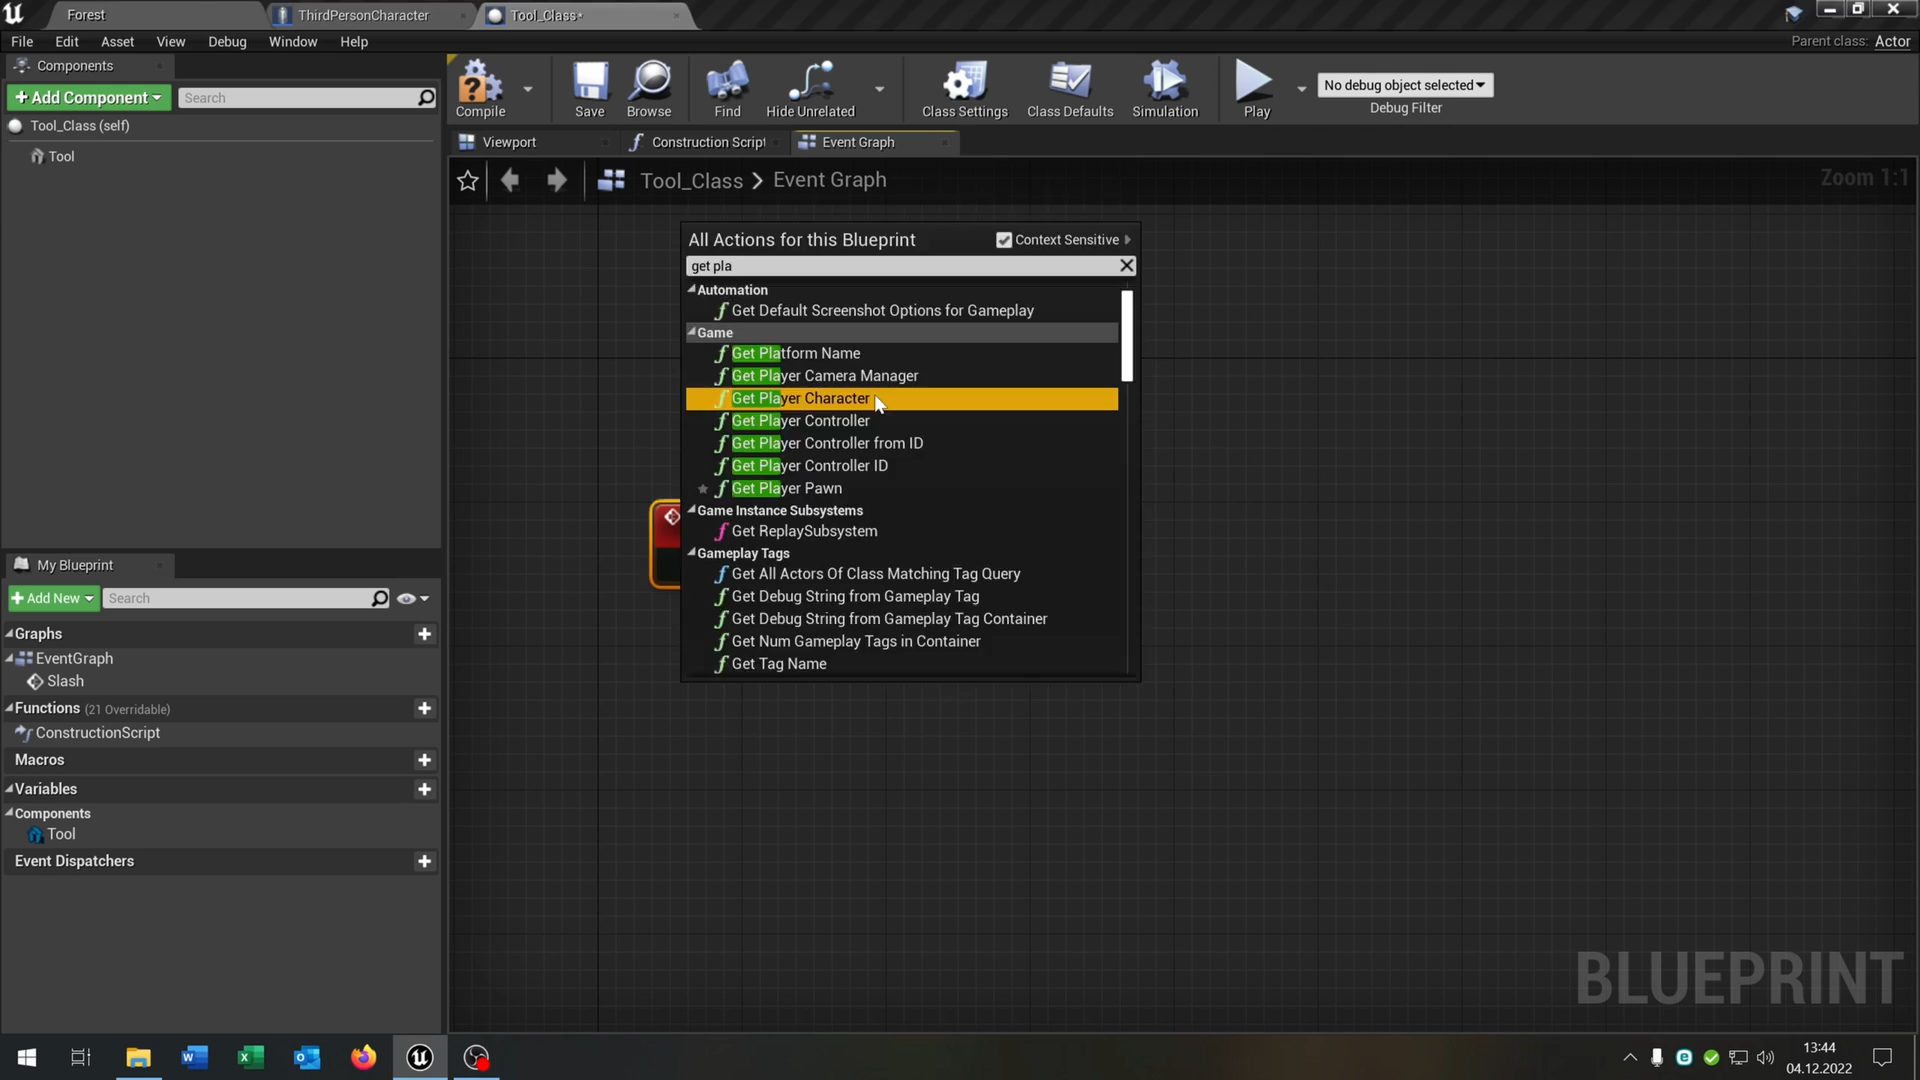 Forest
ThirdPersonCharacter
Tool_Class*
File Edit Asset View Debug Window Help
Parent class: Actor
Components
+ Add Component
Search
Tool_Class (self)
Tool
Compile
Save
Browse
Find
Hide Unrelated
Class Settings
Class Defaults
Simulation
Play
No debug object selected
Debug Filter
Viewport
Construction Script
Event Graph
Tool_Class > Event Graph
Zoom 1:1
All Actions for this Blueprint
Context Sensitive
get pla
Automation
Get Default Screenshot Options for Gameplay
Game
Get Platform Name
Get Player Camera Manager
Get Player Character
Get Player Controller
Get Player Controller from ID
Get Player Controller ID
Get Player Pawn
Game Instance Subsystems
Get ReplaySubsystem
Gameplay Tags
Get All Actors Of Class Matching Tag Query
Get Debug String from Gameplay Tag
Get Debug String from Gameplay Tag Container
Get Num Gameplay Tags in Container
Get Tag Name
My Blueprint
+ Add New
Search
Graphs
EventGraph
Slash
Functions (21 Overridable)
ConstructionScript
Macros
Variables
Components
Tool
Event Dispatchers
BLUEPRINT
13:44
04.12.2022